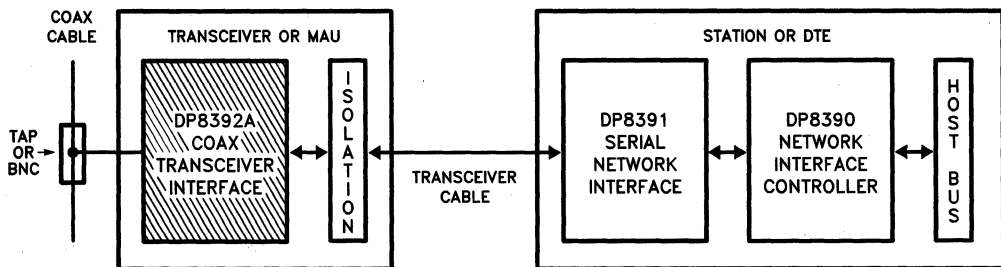 COAX
CABLE
TAP
OR
BNC
TRANSCEIVER OR MAU
DP8392A
COAX
TRANSCEIVER
INTERFACE
ISOLATION
TRANSCEIVER
CABLE
STATION OR DTE
DP8391
SERIAL
NETWORK
INTERFACE
DP8390
NETWORK
INTERFACE
CONTROLLER
HOST BUS